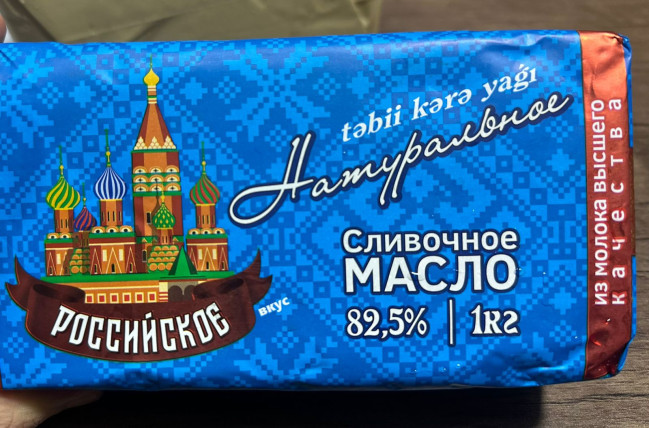 təbii kərə yağı
Натуральное
Сливочное
МАСЛО
82,5% | 1кг
РОССИЙСКОЕ
вкус
из молока высшего
качества